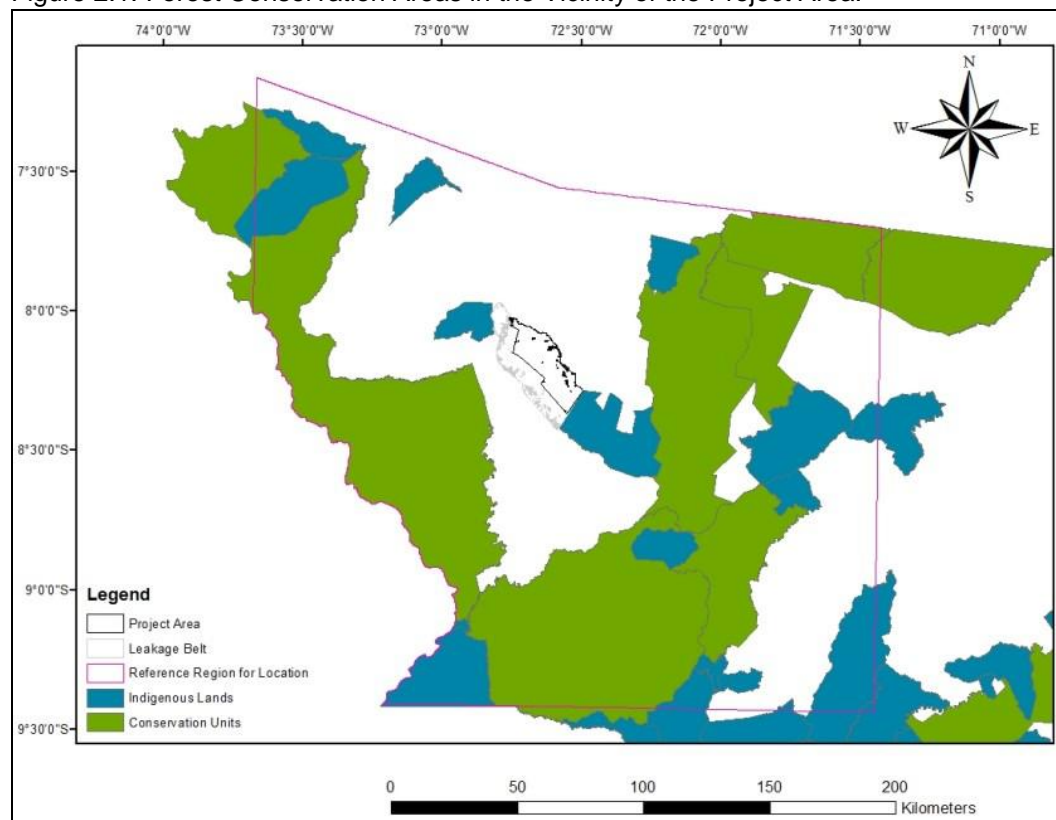 Figure 2.1: Forest Conservation Areas in the Vicinity of the Project Area.
74°0'0"W 73°30'0"W 73°0'0"W 72°30'0"W 72°0'0"W 71°30'0"W 71°0'0"W
N
W E
S
7°30'0"S
8°0'0"S
8°30'0"S
9°0'0"S
9°30'0"S
Legend
Project Area
Leakage Belt
Reference Region for Location
Indigenous Lands
Conservation Units
0 50 100 150 200
Kilometers